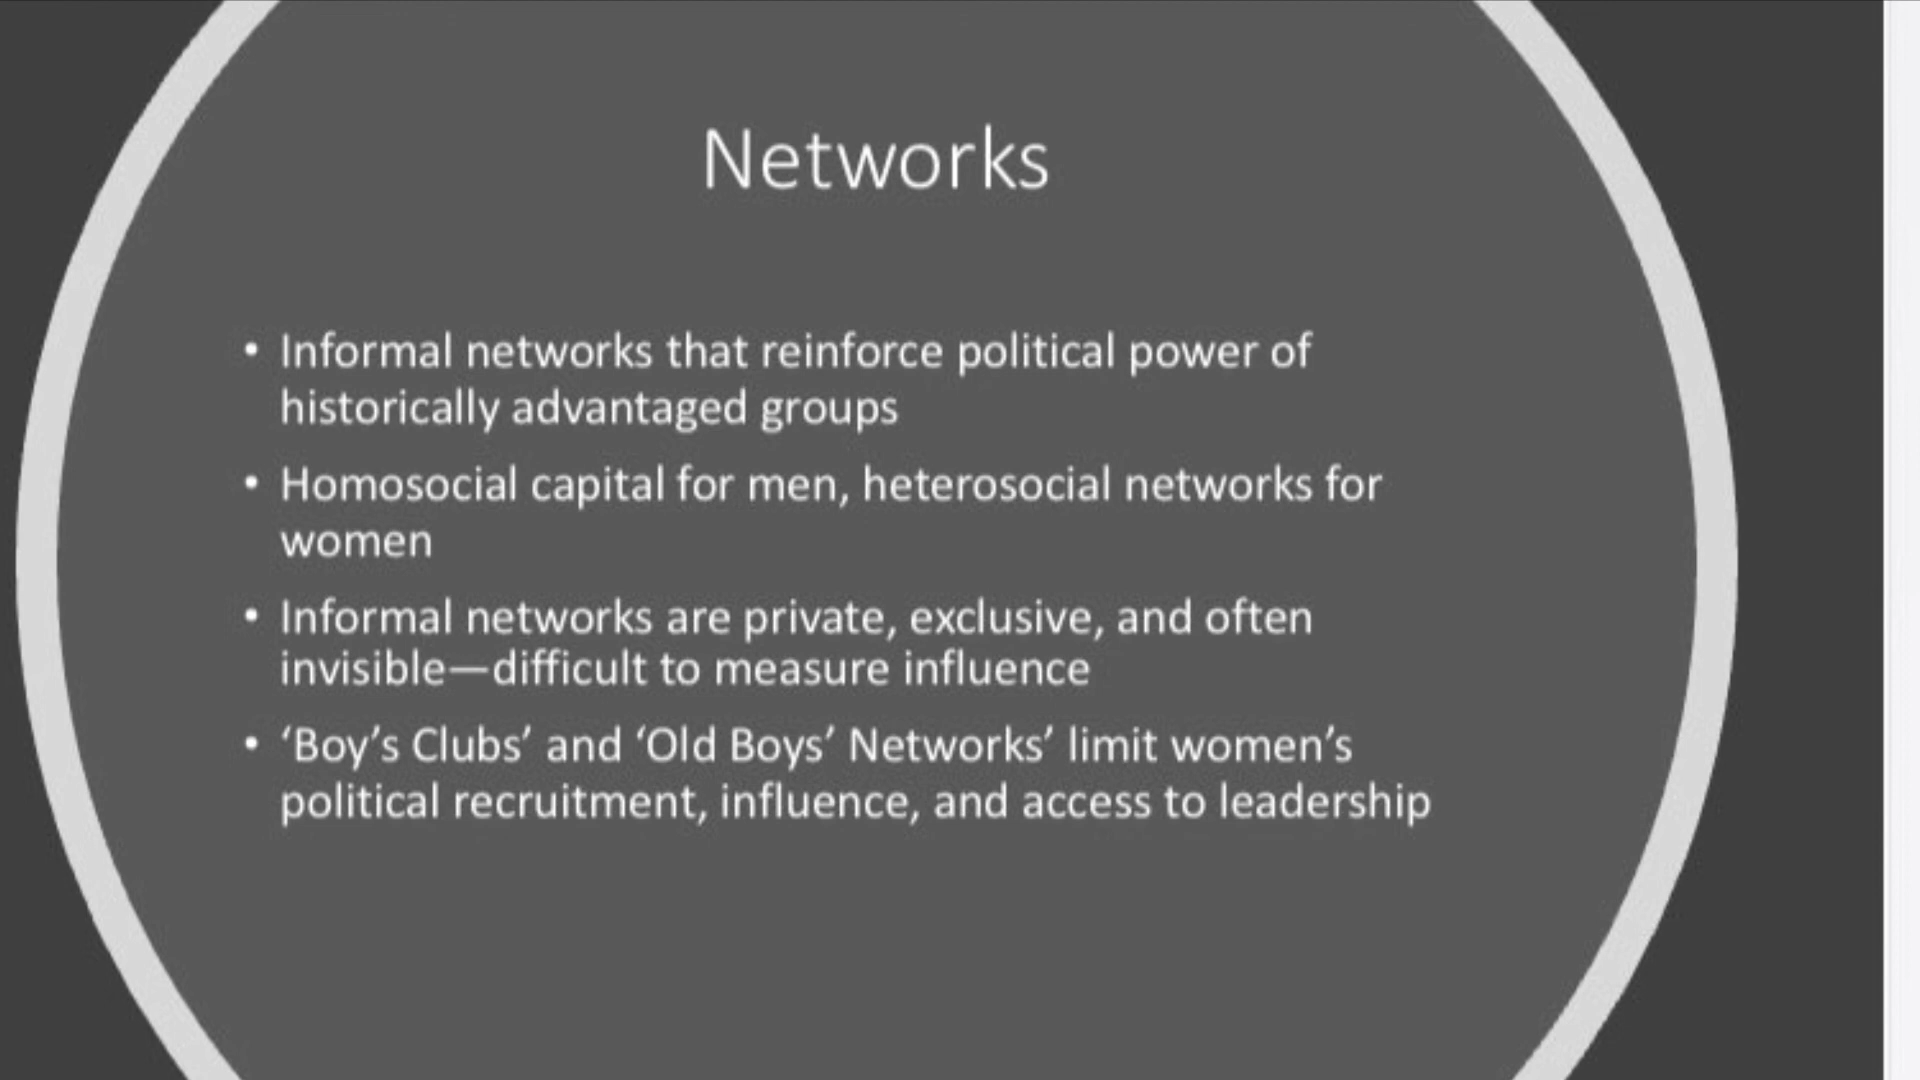 Networks
• Informal networks that reinforce political power of
historically advantaged groups
• Homosocial capital for men, heterosocial networks for
women
• Informal networks are private, exclusive, and often
invisible—difficult to measure influence
• ‘Boy’s Clubs’ and ‘Old Boys’ Networks’ limit women’s
political recruitment, influence, and access to leadership